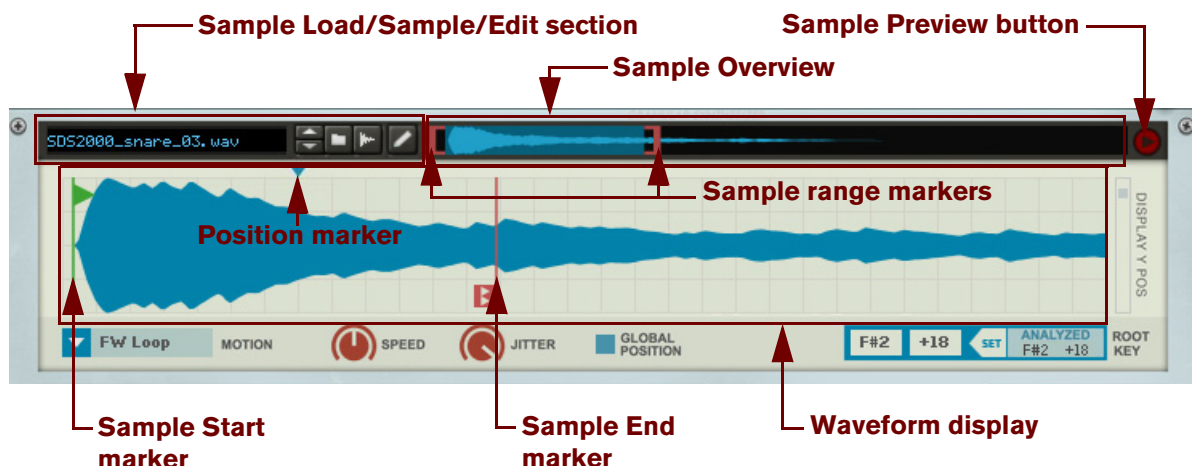 Sample Load/Sample/Edit section
Sample Preview button
Sample Overview
SDS2000_snare_03.wav
Sample range markers
Position marker
DISPLAY Y POS
FW Loop
MOTION
SPEED
JITTER
GLOBAL
POSITION
F#2
+18
SET
ANALYZED
F#2 +18
ROOT
KEY
Sample Start
marker
Sample End
marker
Waveform display